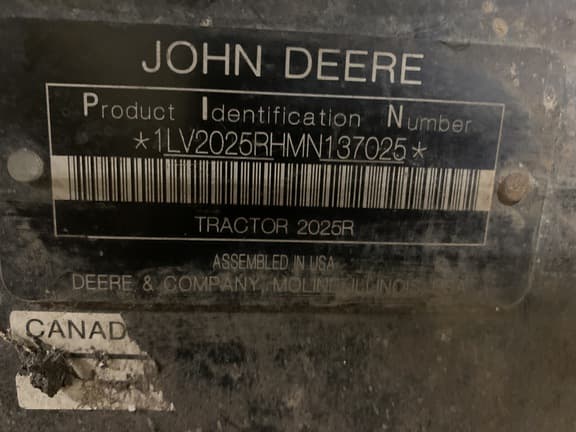 JOHN DEERE
Product Identification Number
*1LV2025RHMN137025*
TRACTOR 2025R
ASSEMBLED IN USA
DEERE & COMPANY, MOLINE, ILLINOIS
CANAD